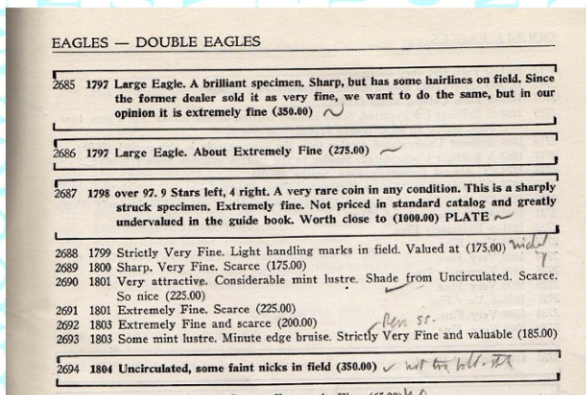 EAGLES — DOUBLE EAGLES
2685 1797 Large Eagle. A brilliant specimen. Sharp, but has some hairlines on field. Since
the former dealer sold it as very fine, we want to do the same, but in our
opinion it is extremely fine (350.00)
2686 1797 Large Eagle. About Extremely Fine (275.00)
2687 1798 over 97. 9 Stars left, 4 right. A very rare coin in any condition. This is a sharply
struck specimen. Extremely fine. Not priced in standard catalog and greatly
undervalued in the guide book. Worth close to (1000.00) PLATE
2688 1799 Strictly Very Fine. Light handling marks in field. Valued at (175.00)
2689 1800 Sharp. Very Fine. Scarce (175.00)
2690 1801 Very attractive. Considerable mint lustre. Shade from Uncirculated. Scarce.
So nice (225.00)
2691 1801 Extremely Fine. Scarce (225.00)
2692 1803 Extremely Fine and scarce (200.00)
2693 1803 Some mint lustre. Minute edge bruise. Strictly Very Fine and valuable (185.00)
2694 1804 Uncirculated, some faint nicks in field (350.00)